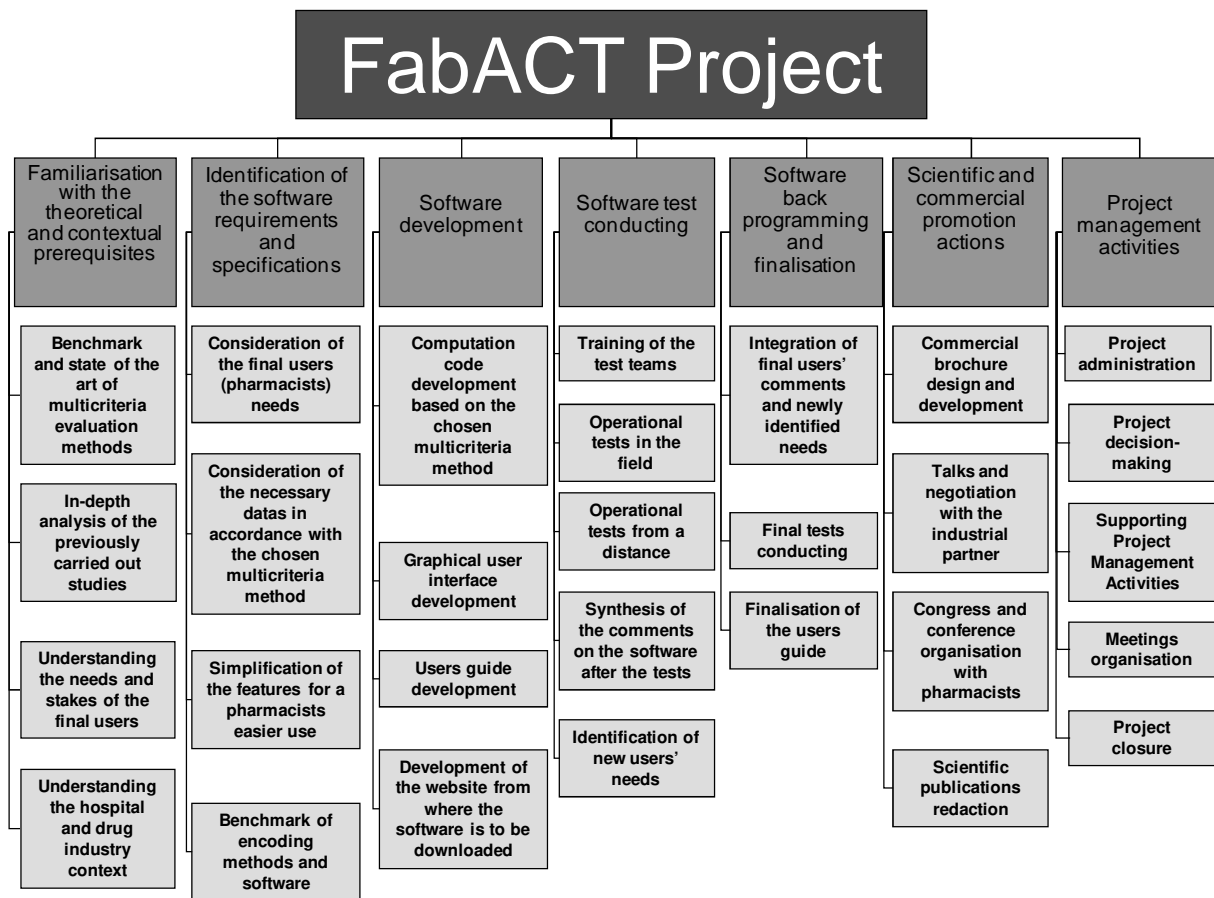 FabACT Project
Familiarisation
with the
theoretical
and contextual
prerequisites
Benchmark
and state of the
art of
multicriteria
evaluation
methods
In-depth
analysis of the
previously
carried out
studies
Understanding
the needs and
stakes of the
final users
Understanding
the hospital
and drug
industry
context
Identification of
the software
requirements
and
specifications
Consideration of
the final users
(pharmacists)
needs
Consideration of
the necessary
datas in
accordance with
the chosen
multicriteria
method
Simplification of
the features for a
pharmacists
easier use
Benchmark of
encoding
methods and
software
Software
development
Computation
code
development
based on the
chosen
multicriteria
method
Graphical user
interface
development
Users guide
development
Development of
the website from
where the
software is to be
downloaded
Software test
conducting
Training of the
test teams
Operational
tests in the
field
Operational
tests from a
distance
Synthesis of
the comments
on the software
after the tests
Identification of
new users'
needs
Software
back
programming
and
finalisation
Integration of
final users'
comments
and newly
identified
needs
Final tests
conducting
Finalisation of
the users
guide
Scientific and
commercial
promotion
actions
Commercial
brochure
design and
development
Talks and
negotiation
with the
industrial
partner
Congress and
conference
organisation
with
pharmacists
Scientific
publications
redaction
Project
management
activities
Project
administration
Project
decision-
making
Supporting
Project
Management
Activities
Meetings
organisation
Project
closure